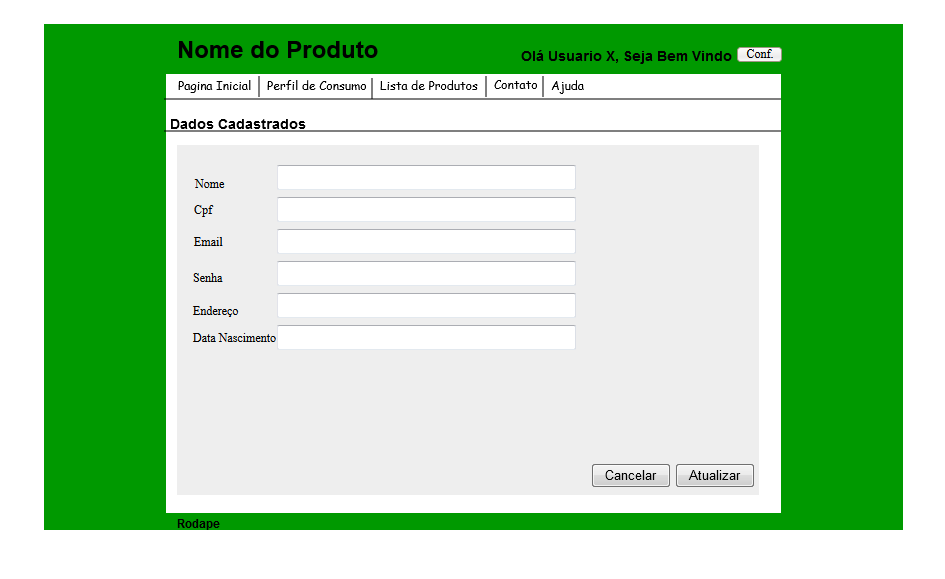 Nome do Produto
Olá Usuario X, Seja Bem Vindo Conf.
Pagina Inicial Perfil de Consumo Lista de Produtos Contato Ajuda
Dados Cadastrados
Nome
Cpf
Email
Senha
Endereço
Data Nascimento
Cancelar Atualizar
Rodape